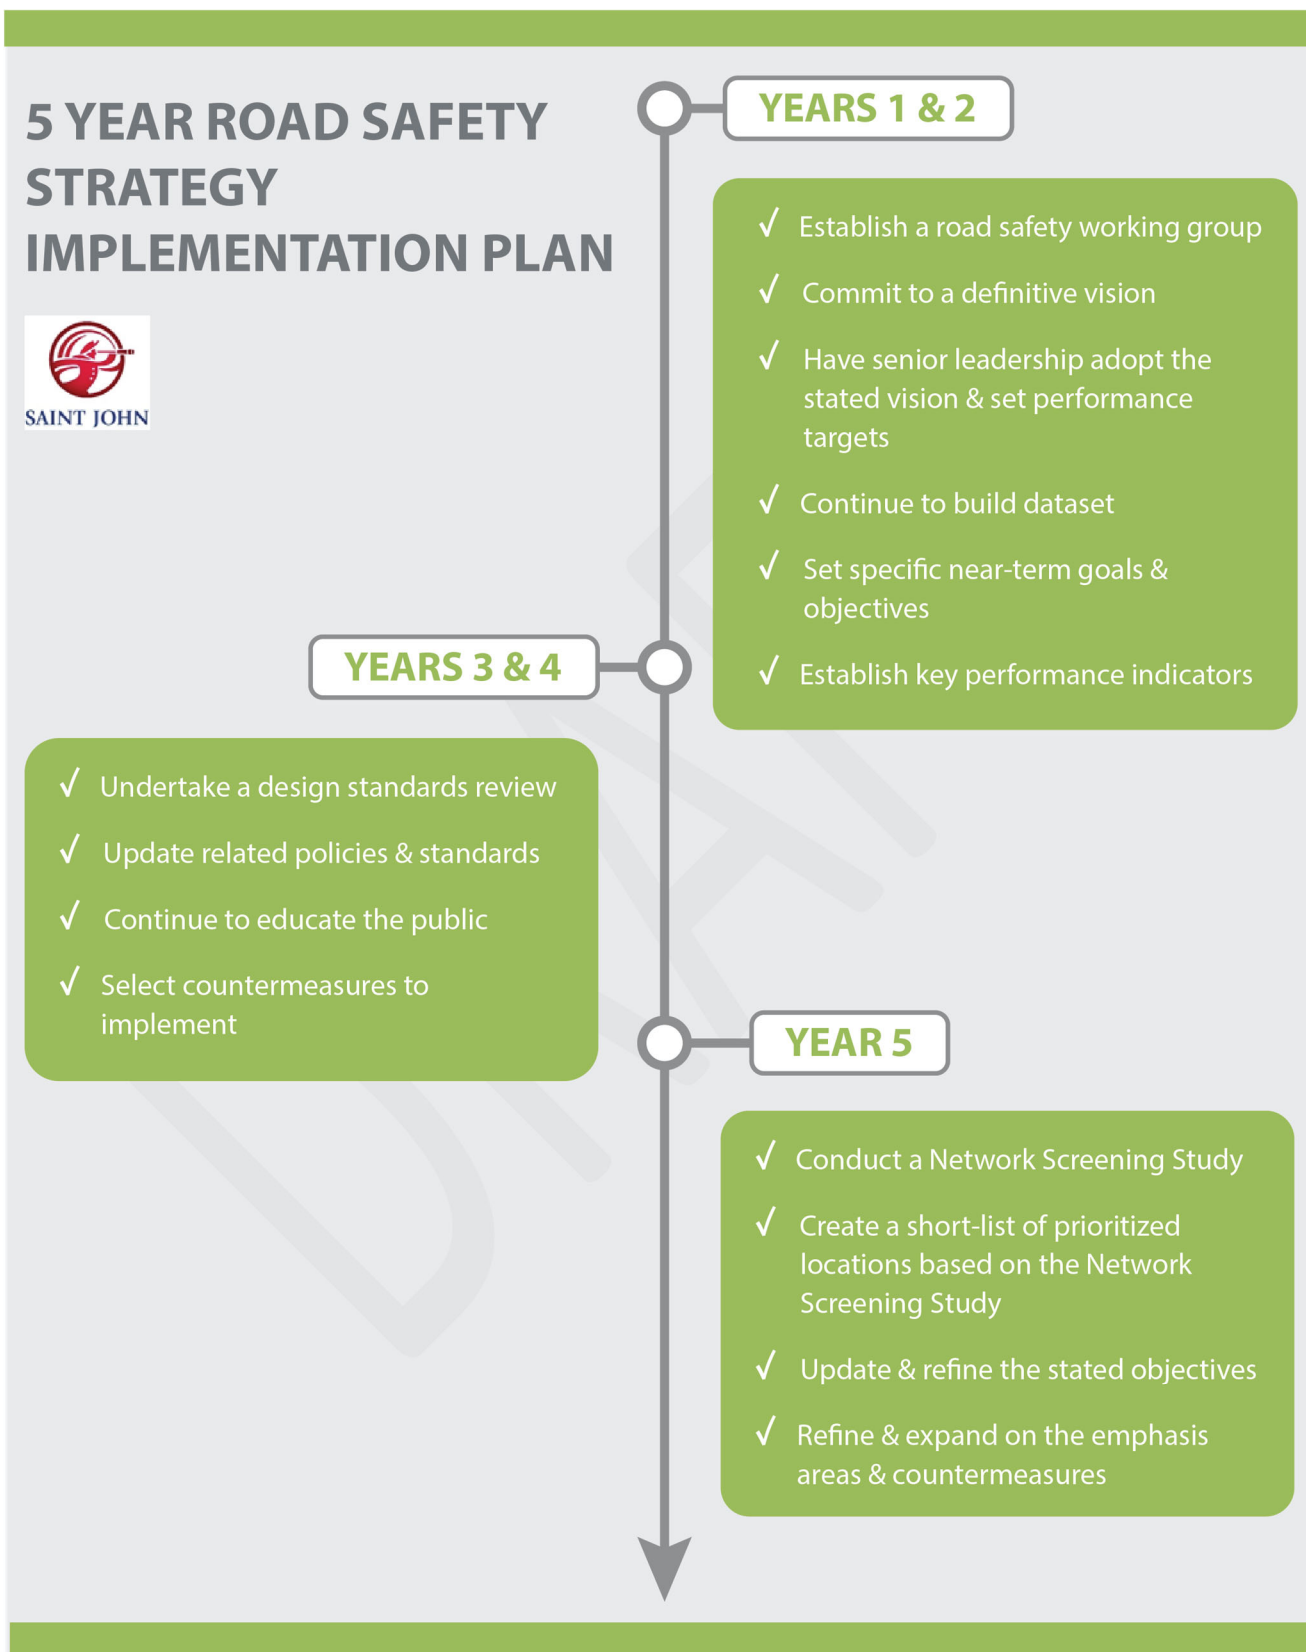 5 YEAR ROAD SAFETY
STRATEGY
IMPLEMENTATION PLAN
SAINT JOHN
YEARS 1 & 2
✓ Establish a road safety working group
✓ Commit to a definitive vision
✓ Have senior leadership adopt the
stated vision & set performance
targets
✓ Continue to build dataset
✓ Set specific near-term goals &
objectives
✓ Establish key performance indicators
YEARS 3 & 4
✓ Undertake a design standards review
✓ Update related policies & standards
✓ Continue to educate the public
✓ Select countermeasures to
implement
YEAR 5
✓ Conduct a Network Screening Study
✓ Create a short-list of prioritized
locations based on the Network
Screening Study
✓ Update & refine the stated objectives
✓ Refine & expand on the emphasis
areas & countermeasures
DRAFT